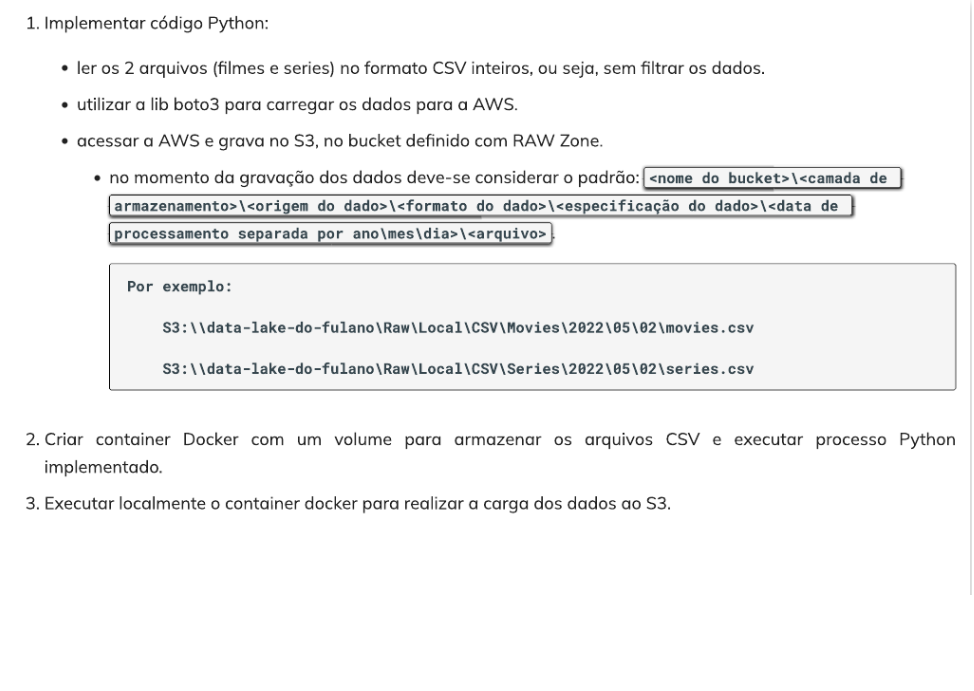 1. Implementar código Python:
• ler os 2 arquivos (filmes e series) no formato CSV inteiros, ou seja, sem filtrar os dados.
• utilizar a lib boto3 para carregar os dados para a AWS.
• acessar a AWS e grava no S3, no bucket definido com RAW Zone.
• no momento da gravação dos dados deve-se considerar o padrão: <nome do bucket>\<camada de
armazenamento>\<origem do dado>\<formato do dado>\<especificação do dado>\<data de
processamento separada por ano\mes\dia>\<arquivo>.
Por exemplo:
S3:\\data-lake-do-fulano\Raw\Local\CSV\Movies\2022\05\02\movies.csv
S3:\\data-lake-do-fulano\Raw\Local\CSV\Series\2022\05\02\series.csv
2. Criar container Docker com um volume para armazenar os arquivos CSV e executar processo Python
implementado.
3. Executar localmente o container docker para realizar a carga dos dados ao S3.